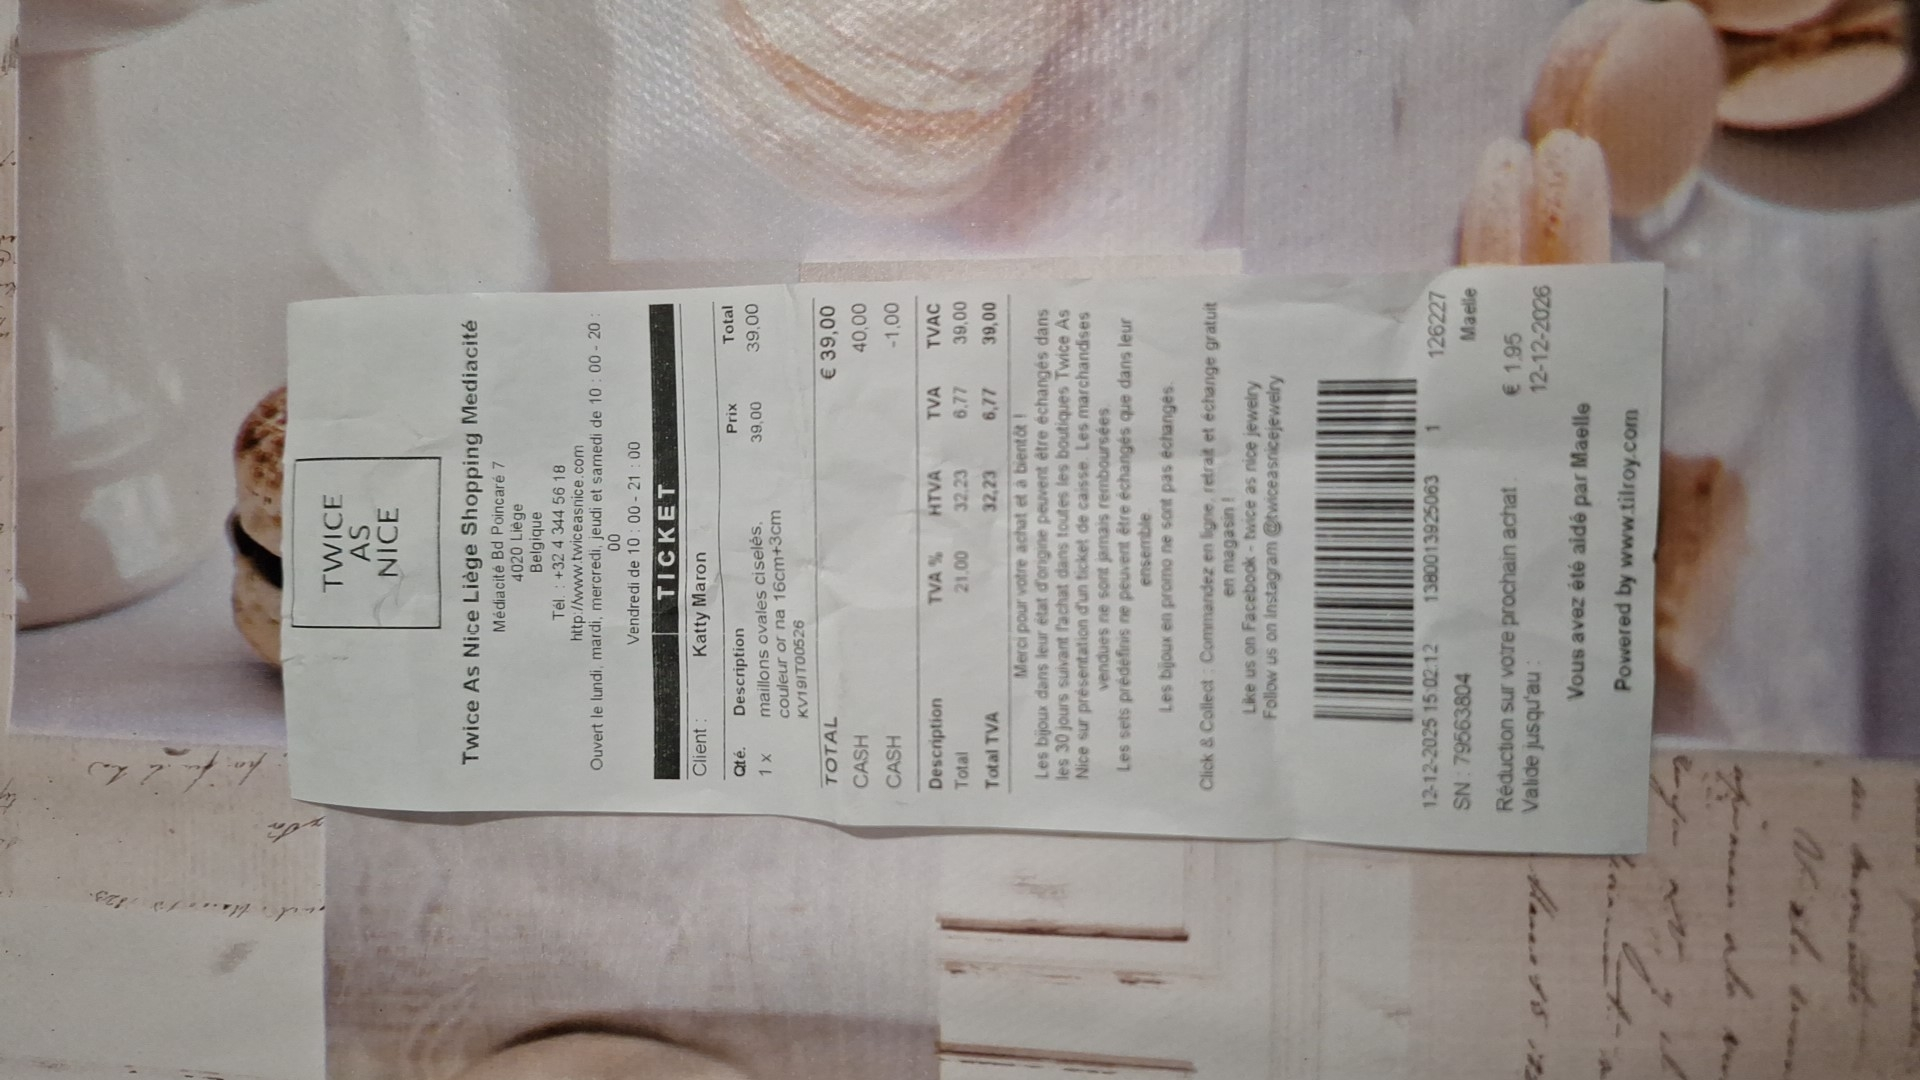 TWICE
AS
NICE
Twice As Nice Liège Shopping Mediacité
Médiacité Bd Poincaré 7
4020 Liège
Belgique
Tél. : +32 4 344 56 18
http://www.twiceasnice.com
Ouvert le lundi, mardi, mercredi, jeudi et samedi de 10 : 00 - 20 :
00
Vendredi de 10 : 00 - 21 : 00
TICKET
Client : Katty Maron
Qté. Description Prix Total
1 x maillons ovales ciselés, 39,00 39,00
couleur or na 16cm+3cm
KV19IT00526
TOTAL € 39,00
CASH 40,00
CASH -1,00
Description TVA % HTVA TVA TVAC
Total 21,00 32,23 6,77 39,00
Total TVA 32,23 6,77 39,00
Merci pour votre achat et à bientôt !
Les bijoux dans leur état d'origine peuvent être échangés dans
les 30 jours suivant l'achat dans toutes les boutiques Twice As
Nice sur présentation d'un ticket de caisse. Les marchandises
vendues ne sont jamais remboursées.
Les sets prédéfinis ne peuvent être échangés que dans leur
ensemble.
Les bijoux en promo ne sont pas échangés.
Click & Collect : Commandez en ligne, retrait et échange gratuit
en magasin !
Like us on Facebook - twice as nice jewelry
Follow us on Instagram @twiceasnicejewelry
12-12-2025 15:02:12 1380013925063 1 126227
SN : 79563804 Maelle
Réduction sur votre prochain achat. € 1.95
Valide jusqu'au : 12-12-2026
Vous avez été aidé par Maelle
Powered by www.tilroy.com